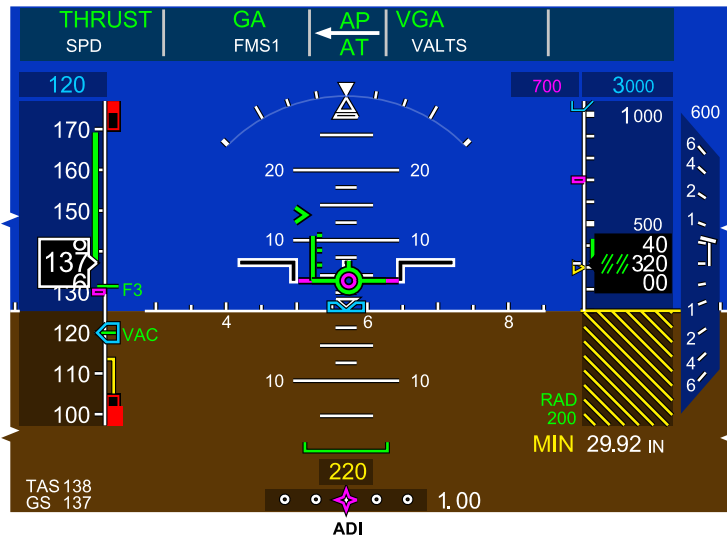 THRUST GA AP VGA
SPD FMS1 AT VALTS
120 700 3000
170 1000 600
160 20 20 6
4
150 2
1
10 10 500
40
137 320
00
130 F3
120 VAC 4 6 8 1
2
110 10 10 4
6
100 RAD
200
MIN 29.92 IN
220
TAS 138
GS 137
1.00
ADI